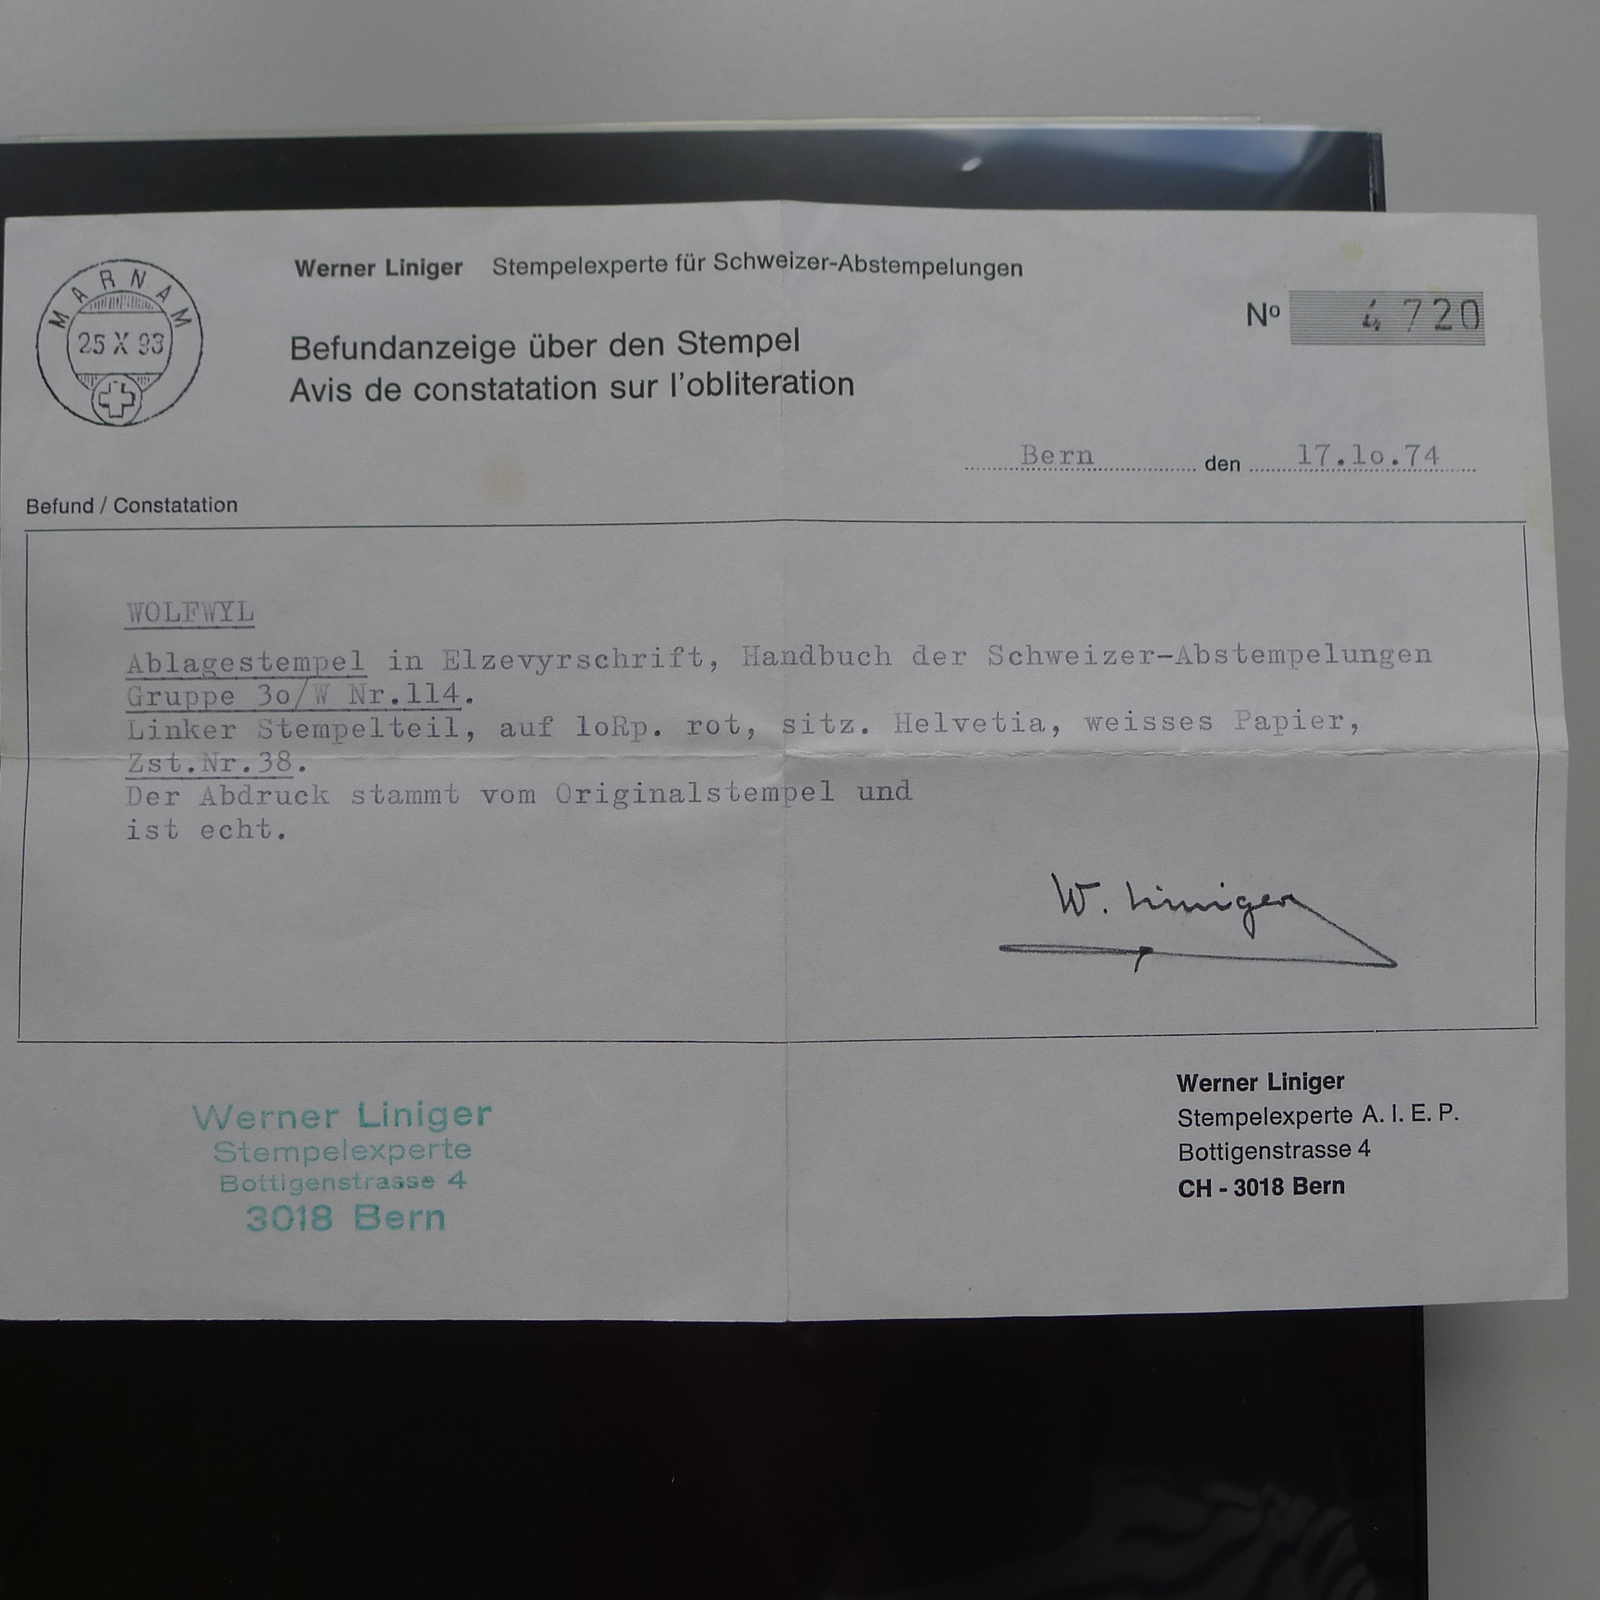 MARNAM
25 X 93
Werner Liniger Stempelexperte für Schweizer-Abstempelungen
Nº 4720
Befundanzeige über den Stempel
Avis de constatation sur l'obliteration
Bern den 17.lo.74
Befund / Constatation
WOLFWYL
Ablagestempel in Elzevyrschrift, Handbuch der Schweizer-Abstempelungen
Gruppe 3o/W Nr.114.
Linker Stempelteil, auf loRp. rot, sitz. Helvetia, weisses Papier,
Zst.Nr.38.
Der Abdruck stammt vom Originalstempel und
ist echt.
W. Liniger
Werner Liniger
Stempelexperte
Bottigenstrasse 4
3018 Bern
Werner Liniger
Stempelexperte A. I. E. P.
Bottigenstrasse 4
CH - 3018 Bern